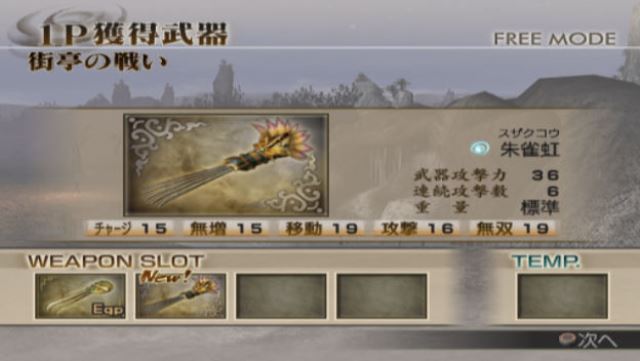 1P獲得武器
街亭の戦い
FREE MODE
スザクコウ
朱雀虹
武器攻撃力 36
連続攻撃数 6
重量 標準
チャージ 15 無増 15 移動 19 攻撃 16 無双 19
WEAPON SLOT
TEMP.
Eqp
New!
次へ